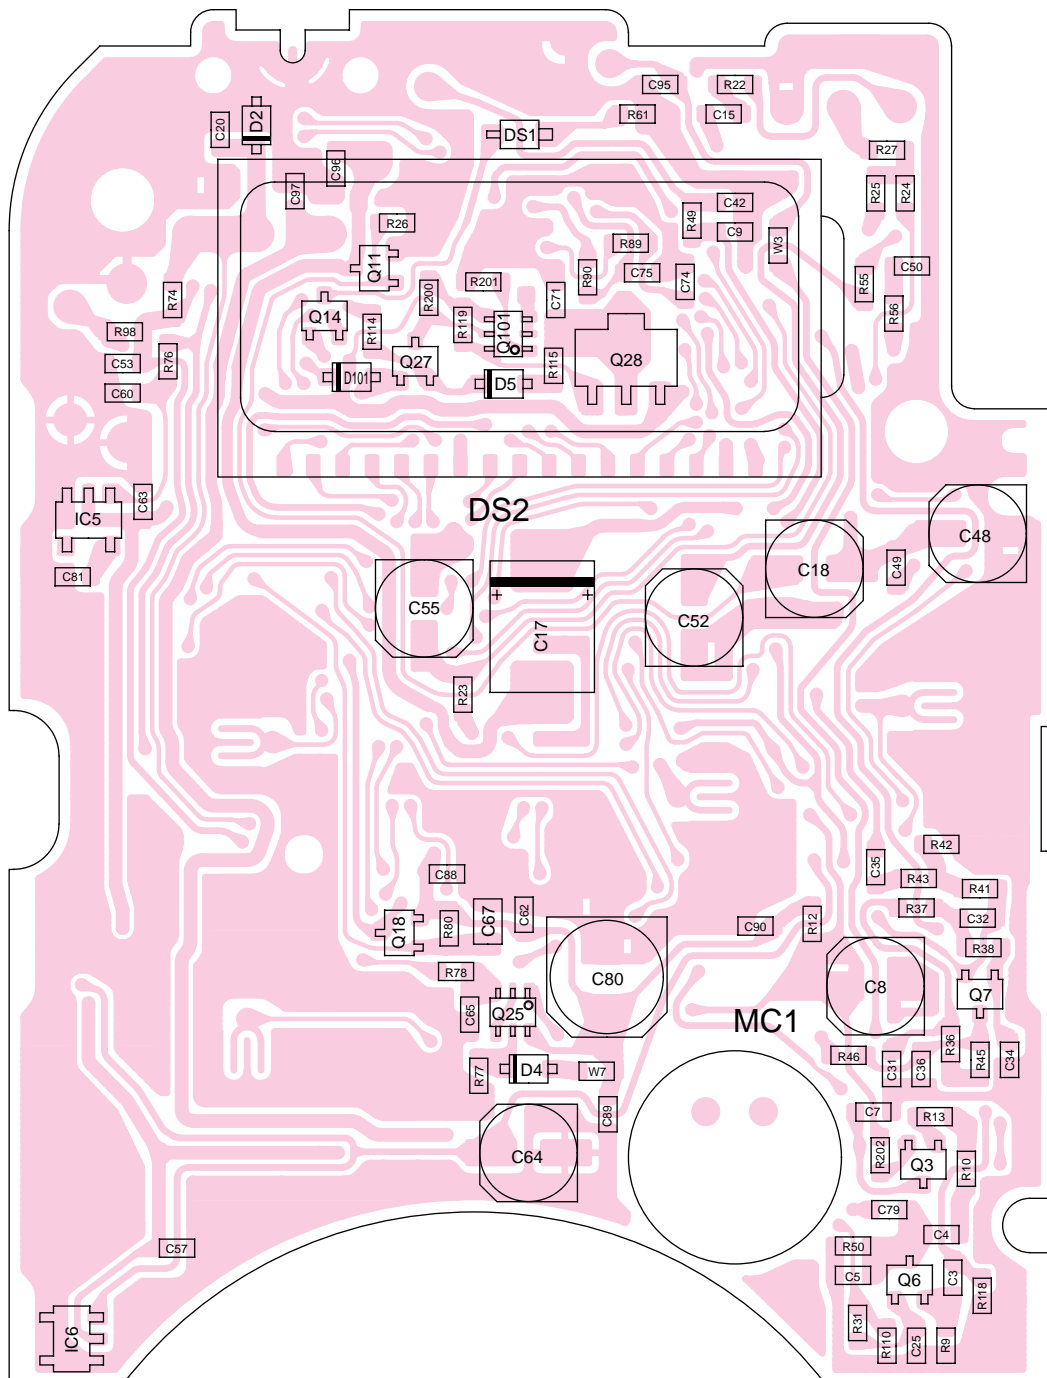 C95 R22
R61 C15
C20 D2 DS1
R27
C96
C97 R25 R24
C42
R26 R49 C9
R89 W3
Q11 C50
R201 R90 C75 C74 R55
R74 R200 C71
Q14 R114 R119 Q101 R56
R98
C53 R76 Q27 R115 Q28
D101 D5
C60
C63 DS2
IC5
C48
C81 C18 C49
C55 + + C52
C17
R23
R42
C88 C35 R43
R41
C67 C62 R37 C32
Q18 R80 C90 R12
R78 R38
C80 C8 Q7
C65 Q25 MC1
R36
R46 R45 C34
R77 D4 W7 C31 C36
C89 C7 R13
C64 R202 Q3 R10
C79
C57 R50 C4
C5 Q6 C3
R118
IC6 R31
R110 C25 R9